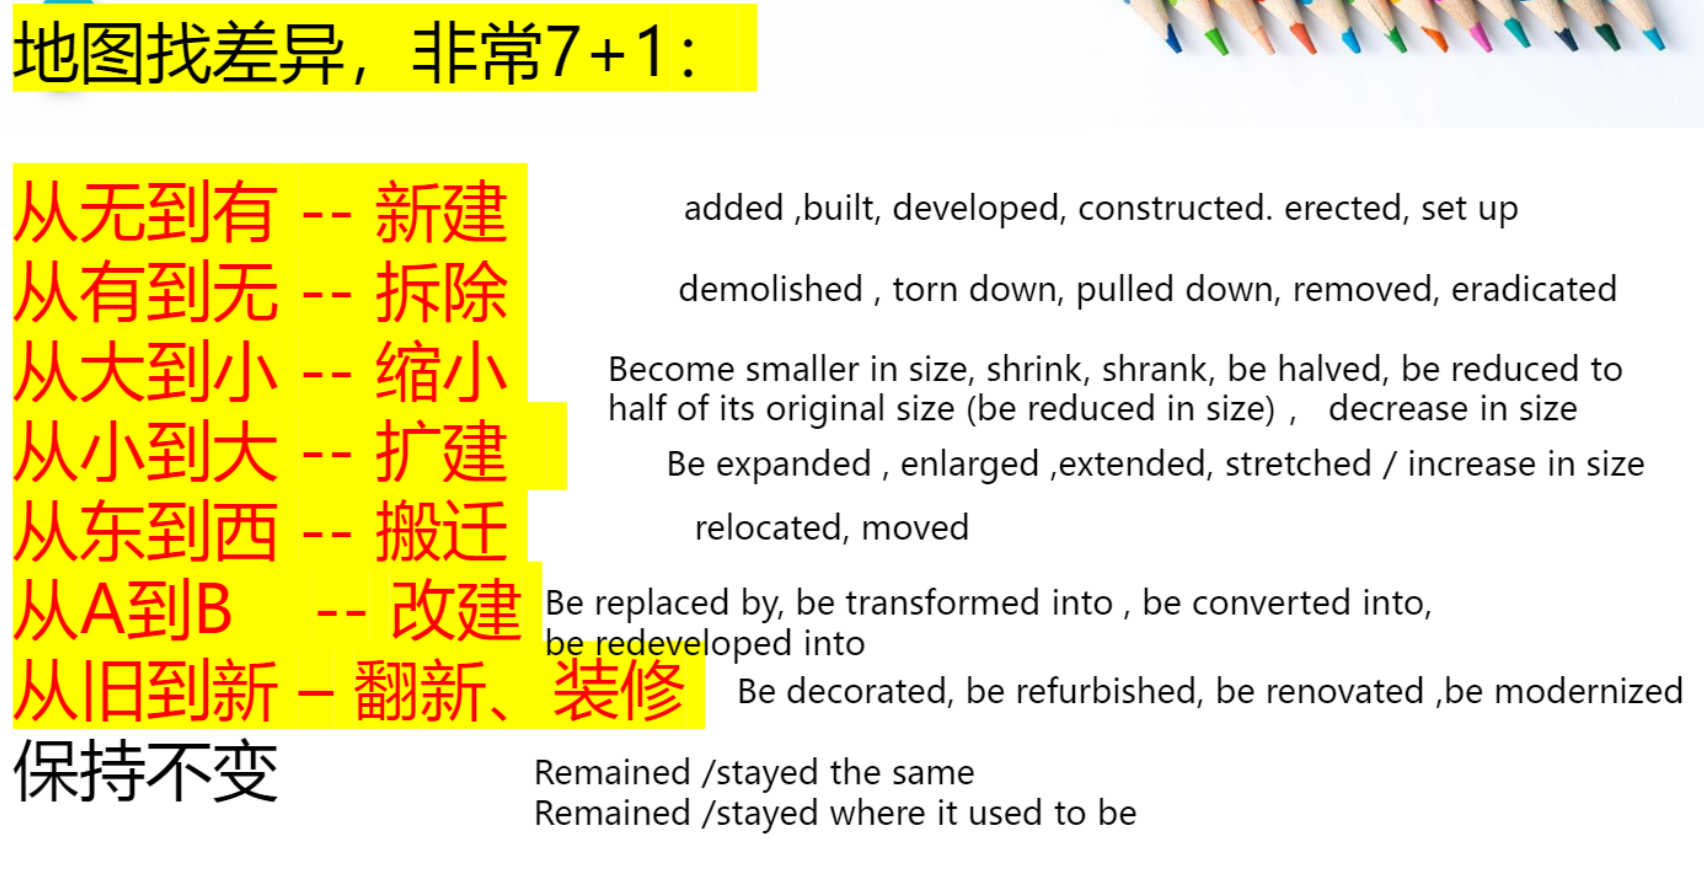 地图找差异，非常7+1：
从无到有 -- 新建 added ,built, developed, constructed. erected, set up
从有到无 -- 拆除 demolished , torn down, pulled down, removed, eradicated
从大到小 -- 缩小 Become smaller in size, shrink, shrank, be halved, be reduced to
half of its original size (be reduced in size) ， decrease in size
从小到大 -- 扩建 Be expanded , enlarged ,extended, stretched / increase in size
从东到西 -- 搬迁 relocated, moved
从A到B -- 改建 Be replaced by, be transformed into , be converted into,
be redeveloped into
从旧到新 – 翻新、装修 Be decorated, be refurbished, be renovated ,be modernized
保持不变 Remained /stayed the same
Remained /stayed where it used to be